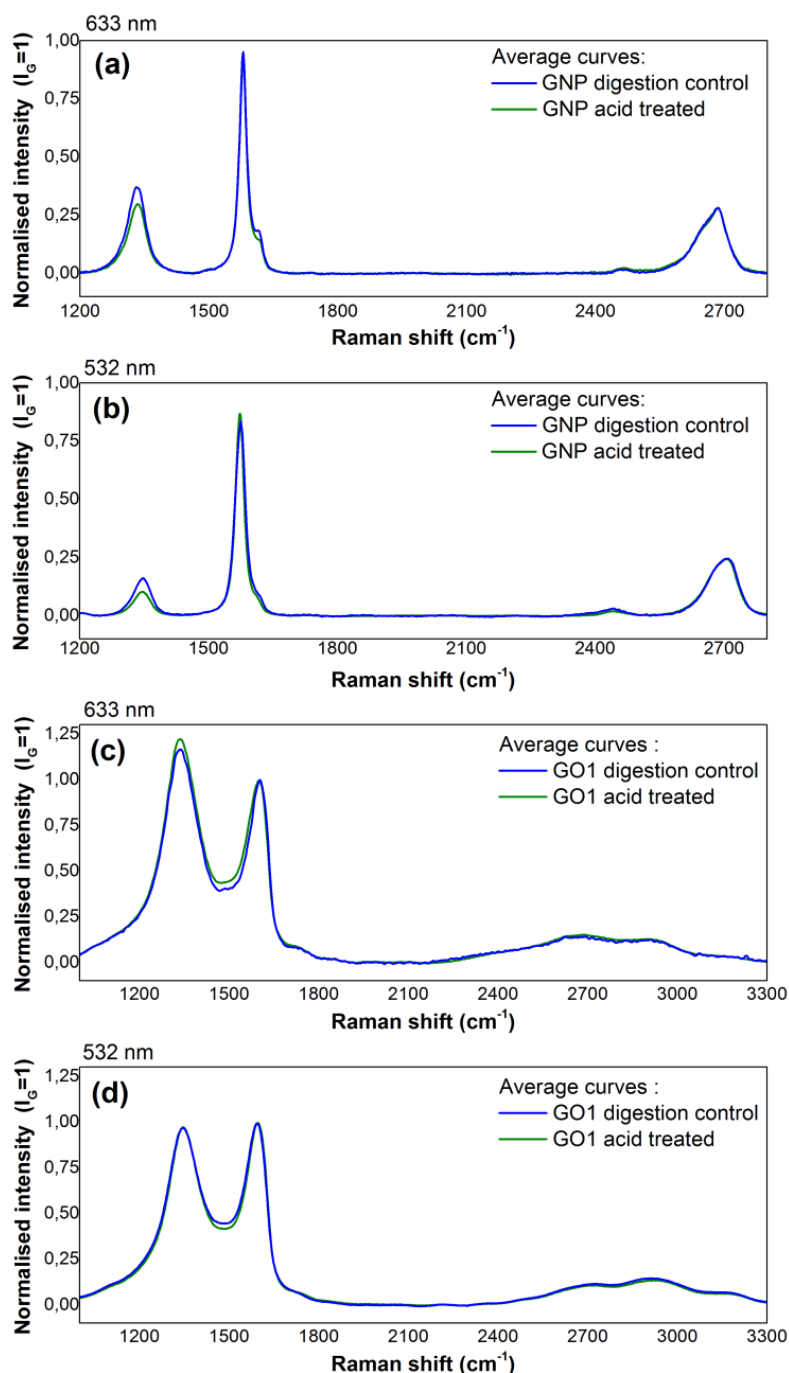 633 nm
1,00
(a)
Average curves:
GNP digestion control
GNP acid treated
0,75
0,50
0,25
0,00
Normalised intensity (I_G=1)
1200 1500 1800 2100 2400 2700
Raman shift (cm⁻¹)
532 nm
1,00
(b)
Average curves:
GNP digestion control
GNP acid treated
0,75
0,50
0,25
0,00
Normalised intensity (I_G=1)
1200 1500 1800 2100 2400 2700
Raman shift (cm⁻¹)
633 nm
1,25
(c)
Average curves :
GO1 digestion control
GO1 acid treated
1,00
0,75
0,50
0,25
0,00
Normalised intensity (I_G=1)
1200 1500 1800 2100 2400 2700 3000 3300
Raman shift (cm⁻¹)
532 nm
1,25
(d)
Average curves :
GO1 digestion control
GO1 acid treated
1,00
0,75
0,50
0,25
0,00
Normalised intensity (I_G=1)
1200 1500 1800 2100 2400 2700 3000 3300
Raman shift (cm⁻¹)